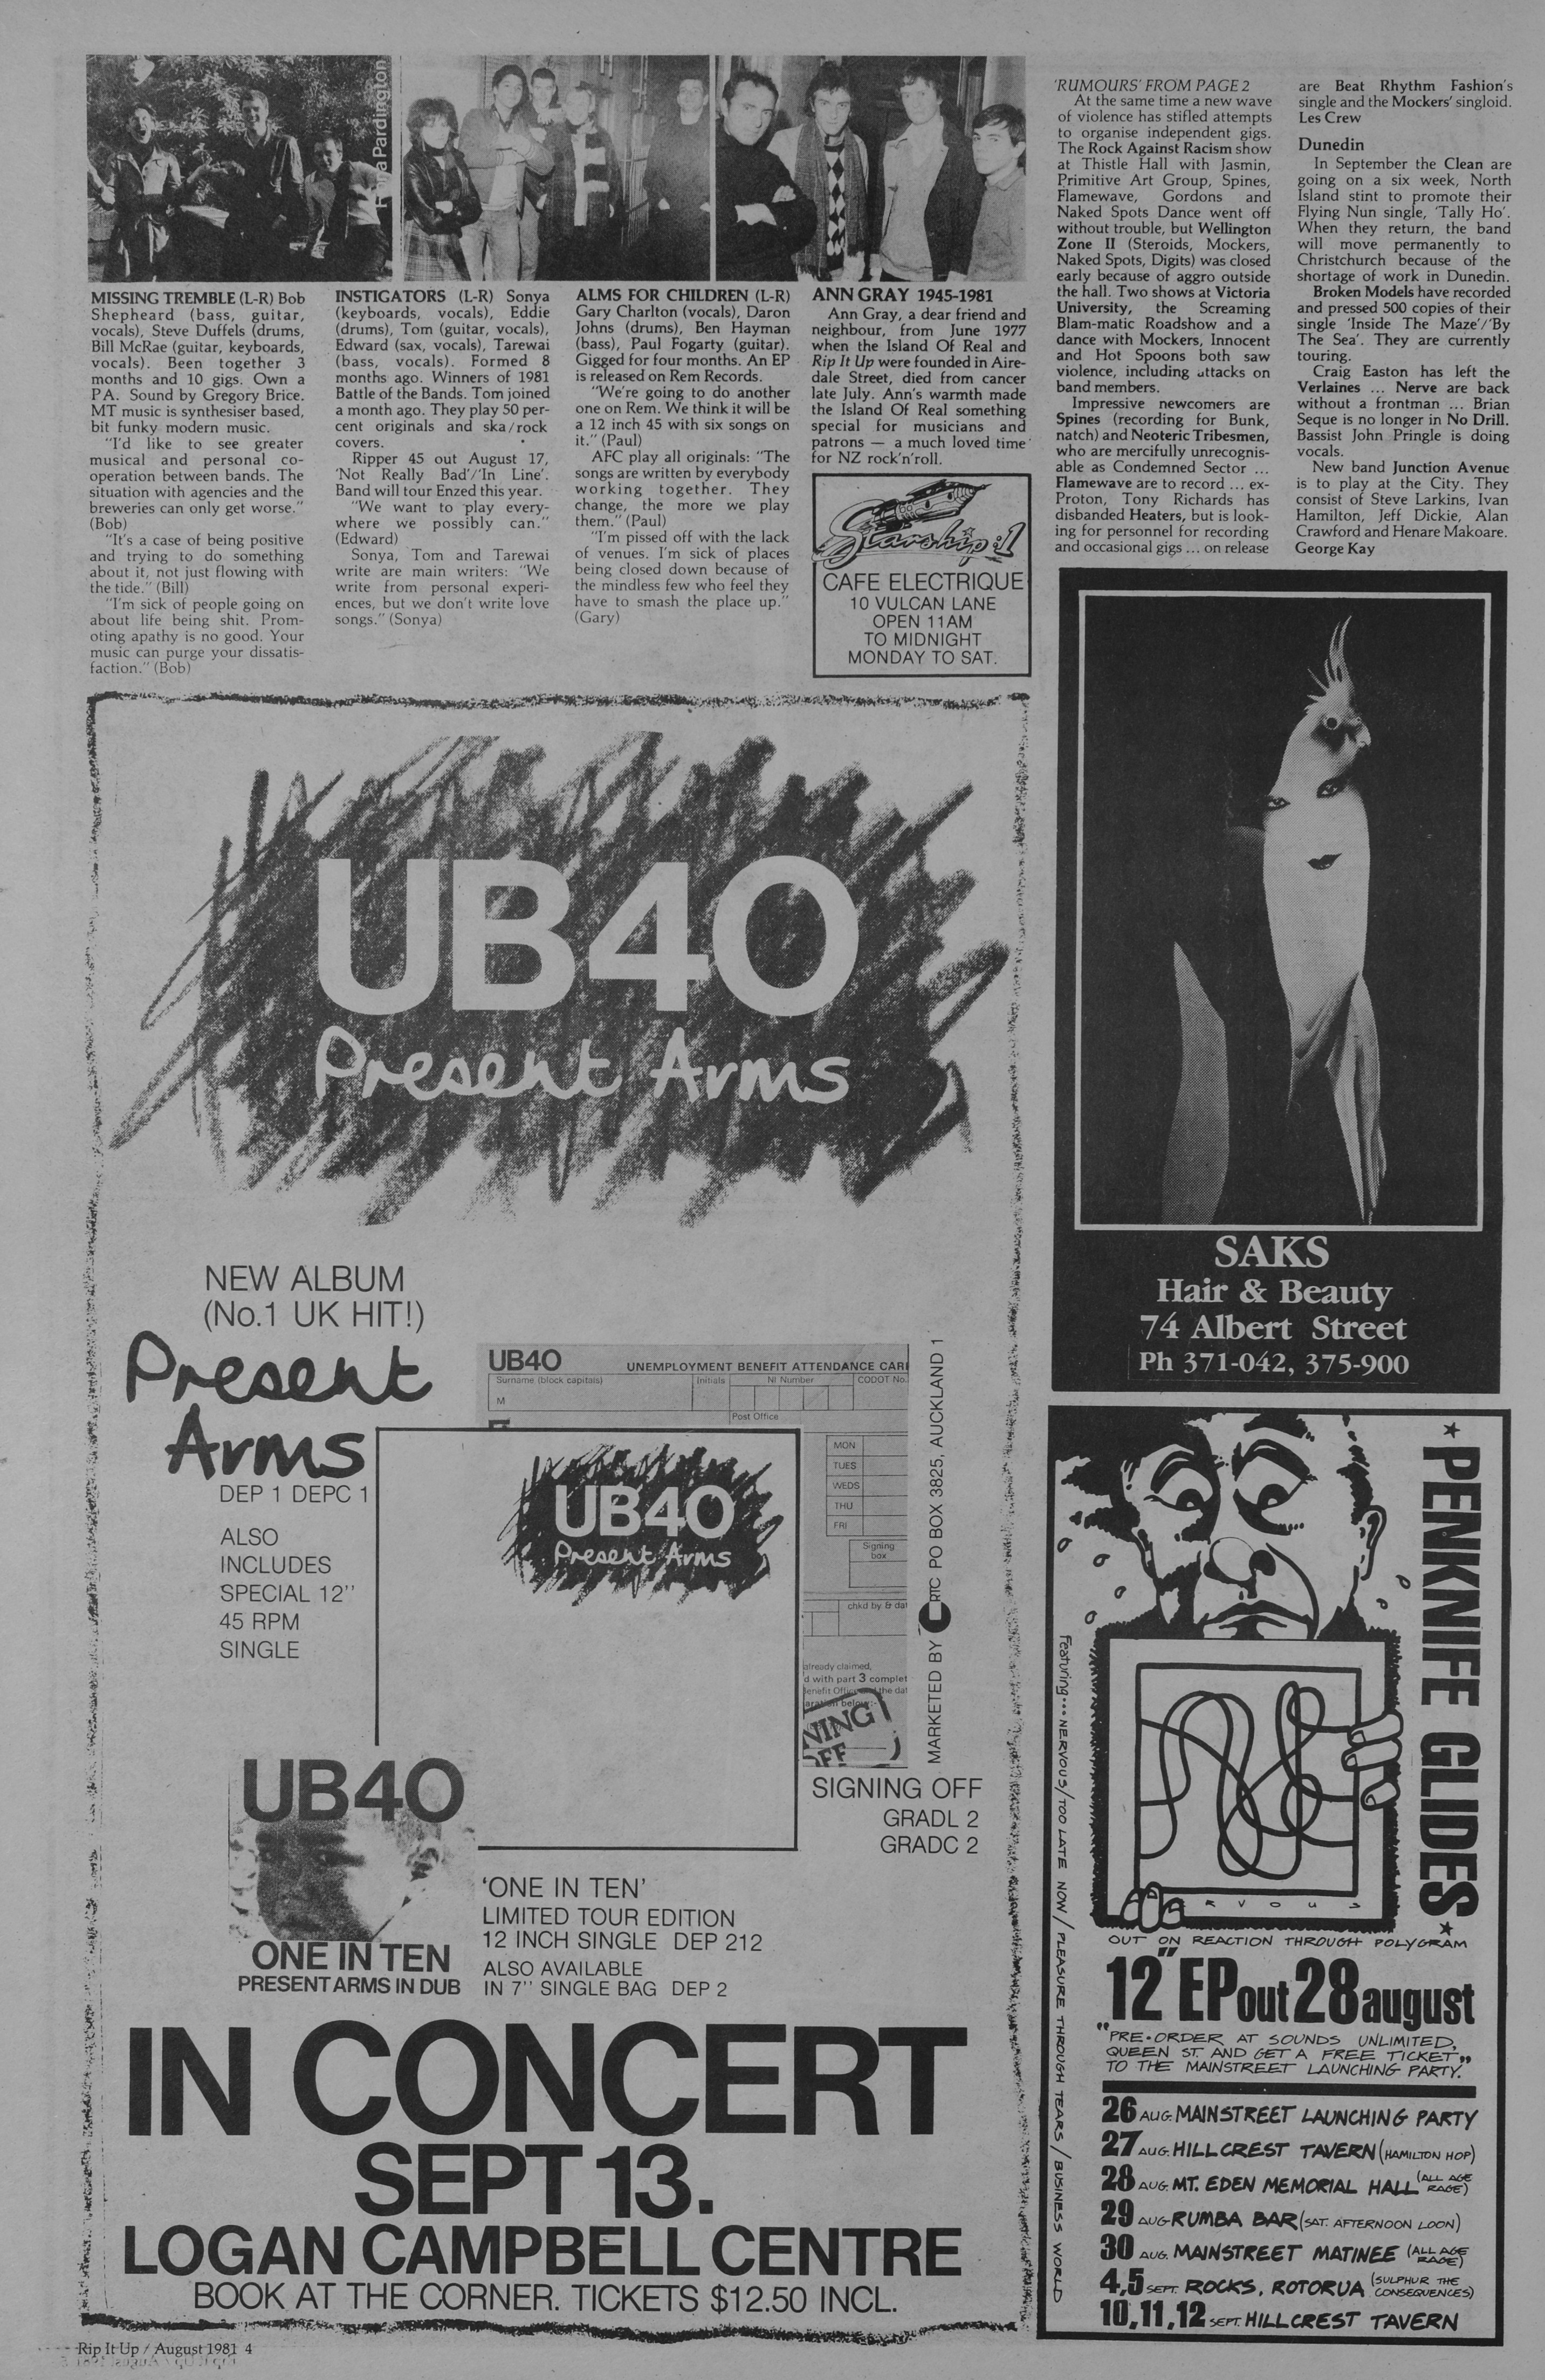 MISSING TREMBLE (L-R) Bob
Shepheard (bass, guitar,
vocals), Steve Duffels (drums,
Bill McRae (guitar, keyboards,
vocals). Been together 3
months and 10 gigs. Own a
P.A. Sound by Gregory Brice.
MT music is synthesiser based,
bit funky modern music.
"I'd like to see greater
musical and personal co-
operation between bands. The
situation with agencies and the
breweries can only get worse."
(Bob)
"It's a case of being positive
and trying to do something
about it, not just flowing with
the tide." (Bill)
"I'm sick of people going on
about life being shit. Prom-
oting apathy is no good. Your
music can purge your dissatis-
faction." (Bob)
INSTIGATORS (L-R) Sonya
(keyboards, vocals), Eddie
(drums), Tom (guitar, vocals),
Edward (sax, vocals), Tarewai
(bass, vocals). Formed 8
months ago. Winners of 1981
Battle of the Bands. Tom joined
a month ago. They play 50 per-
cent originals and ska/rock
covers.
Ripper 45 out August 17,
'Not Really Bad'/'In Line'.
Band will tour Enzed this year.
"We want to play every-
where we possibly can."
(Edward)
Sonya, Tom and Tarewai
write are main writers: "We
write from personal experi-
ences, but we don't write love
songs." (Sonya)
ALMS FOR CHILDREN (L-R)
Gary Charlton (vocals), Daron
Johns (drums), Ben Hayman
(bass), Paul Fogarty (guitar).
Gigged for four months. An EP
is released on Rem Records.
"We're going to do another
one on Rem. We think it will be
a 12 inch 45 with six songs on
it." (Paul)
AFC play all originals: "The
songs are written by everybody
working together. They
change, the more we play
them." (Paul)
"I'm pissed off with the lack
of venues. I'm sick of places
being closed down because of
the mindless few who feel they
have to smash the place up."
(Gary)
ANN GRAY 1945-1981
Ann Gray, a dear friend and
neighbour, from June 1977
when the Island Of Real and
Rip It Up were founded in Aire-
dale Street, died from cancer
late July. Ann's warmth made
the Island Of Real something
special for musicians and
patrons — a much loved time
for NZ rock'n'roll.
Starship:1
CAFE ELECTRIQUE
10 VULCAN LANE
OPEN 11AM
TO MIDNIGHT
MONDAY TO SAT.
'RUMOURS' FROM PAGE 2
At the same time a new wave
of violence has stifled attempts
to organise independent gigs.
The Rock Against Racism show
at Thistle Hall with Jasmin,
Primitive Art Group, Spines,
Flamewave, Gordons and
Naked Spots Dance went off
without trouble, but Wellington
Zone II (Steroids, Mockers,
Naked Spots, Digits) was closed
early because of aggro outside
the hall. Two shows at Victoria
University, the Screaming
Blam-matic Roadshow and a
dance with Mockers, Innocent
and Hot Spoons both saw
violence, including attacks on
band members.
Impressive newcomers are
Spines (recording for Bunk,
natch) and Neoteric Tribesmen,
who are mercifully unrecognis-
able as Condemned Sector ...
Flamewave are to record ... ex-
Proton, Tony Richards has
disbanded Heaters, but is look-
ing for personnel for recording
and occasional gigs ... on release
are Beat Rhythm Fashion's
single and the Mockers' singloid.
Les Crew
Dunedin
In September the Clean are
going on a six week, North
Island stint to promote their
Flying Nun single, 'Tally Ho'.
When they return, the band
will move permanently to
Christchurch because of the
shortage of work in Dunedin.
Broken Models have recorded
and pressed 500 copies of their
single 'Inside The Maze'/'By
The Sea'. They are currently
touring.
Craig Easton has left the
Verlaines ... Nerve are back
without a frontman ... Brian
Seque is no longer in No Drill.
Bassist John Pringle is doing
vocals.
New band Junction Avenue
is to play at the City. They
consist of Steve Larkins, Ivan
Hamilton, Jeff Dickie, Alan
Crawford and Henare Makoare.
George Kay
UB40
Present Arms
NEW ALBUM
(No.1 UK HIT!)
Present
Arms
DEP 1 DEPC 1
ALSO
INCLUDES
SPECIAL 12"
45 RPM
SINGLE
UB40
UNEMPLOYMENT BENEFIT ATTENDANCE CARD
Surname (block capitals)
Initials
NI Number
CODOT No.
M
Post Office
MON
TUES
WEDS
THU
FRI
Signing
box
chkd by & dat
already claimed,
d with part 3 complet
UB40
Present Arms
MARKETED BY RTC PO BOX 3825, AUCKLAND 1
SIGNING OFF
GRADL 2
GRADC 2
UB40
ONE IN TEN
PRESENT ARMS IN DUB
'ONE IN TEN'
LIMITED TOUR EDITION
12 INCH SINGLE DEP 212
ALSO AVAILABLE
IN 7" SINGLE BAG DEP 2
IN CONCERT
SEPT 13.
LOGAN CAMPBELL CENTRE
BOOK AT THE CORNER. TICKETS $12.50 INCL.
SAKS
Hair & Beauty
74 Albert Street
Ph 371-042, 375-900
★ PENKNIFE GLIDES ★
Featuring... NERVOUS/TOO LATE NOW/PLEASURE THROUGH TEARS/BUSINESS WORLD
OUT ON REACTION THROUGH POLYGRAM
12" EP out 28 august
"PRE-ORDER AT SOUNDS UNLIMITED,
QUEEN ST. AND GET A FREE TICKET
TO THE MAINSTREET LAUNCHING PARTY."
26 AUG. MAINSTREET LAUNCHING PARTY
27 AUG. HILLCREST TAVERN (HAMILTON HOP)
28 AUG. MT. EDEN MEMORIAL HALL (ALL AGE RAGE)
29 AUG RUMBA BAR (SAT. AFTERNOON LOON)
30 AUG. MAINSTREET MATINEE (ALL AGE RAGE)
4,5 SEPT. ROCKS, ROTORUA (SULPHUR THE CONSEQUENCES)
10,11,12 SEPT. HILLCREST TAVERN
Rip It Up / August 1981 4